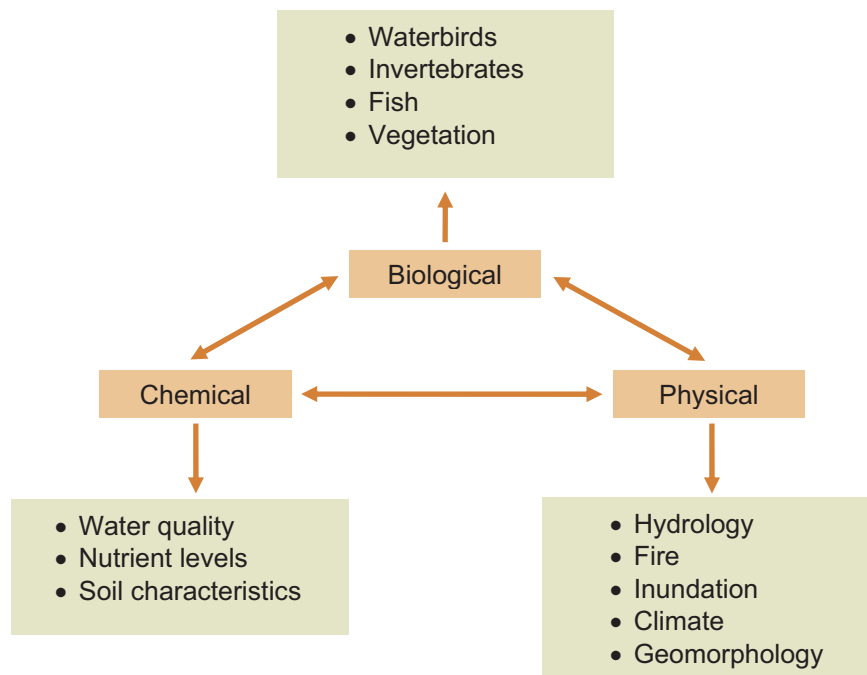 • Waterbirds
• Invertebrates
• Fish
• Vegetation
Biological
Chemical
Physical
• Water quality
• Nutrient levels
• Soil characteristics
• Hydrology
• Fire
• Inundation
• Climate
• Geomorphology